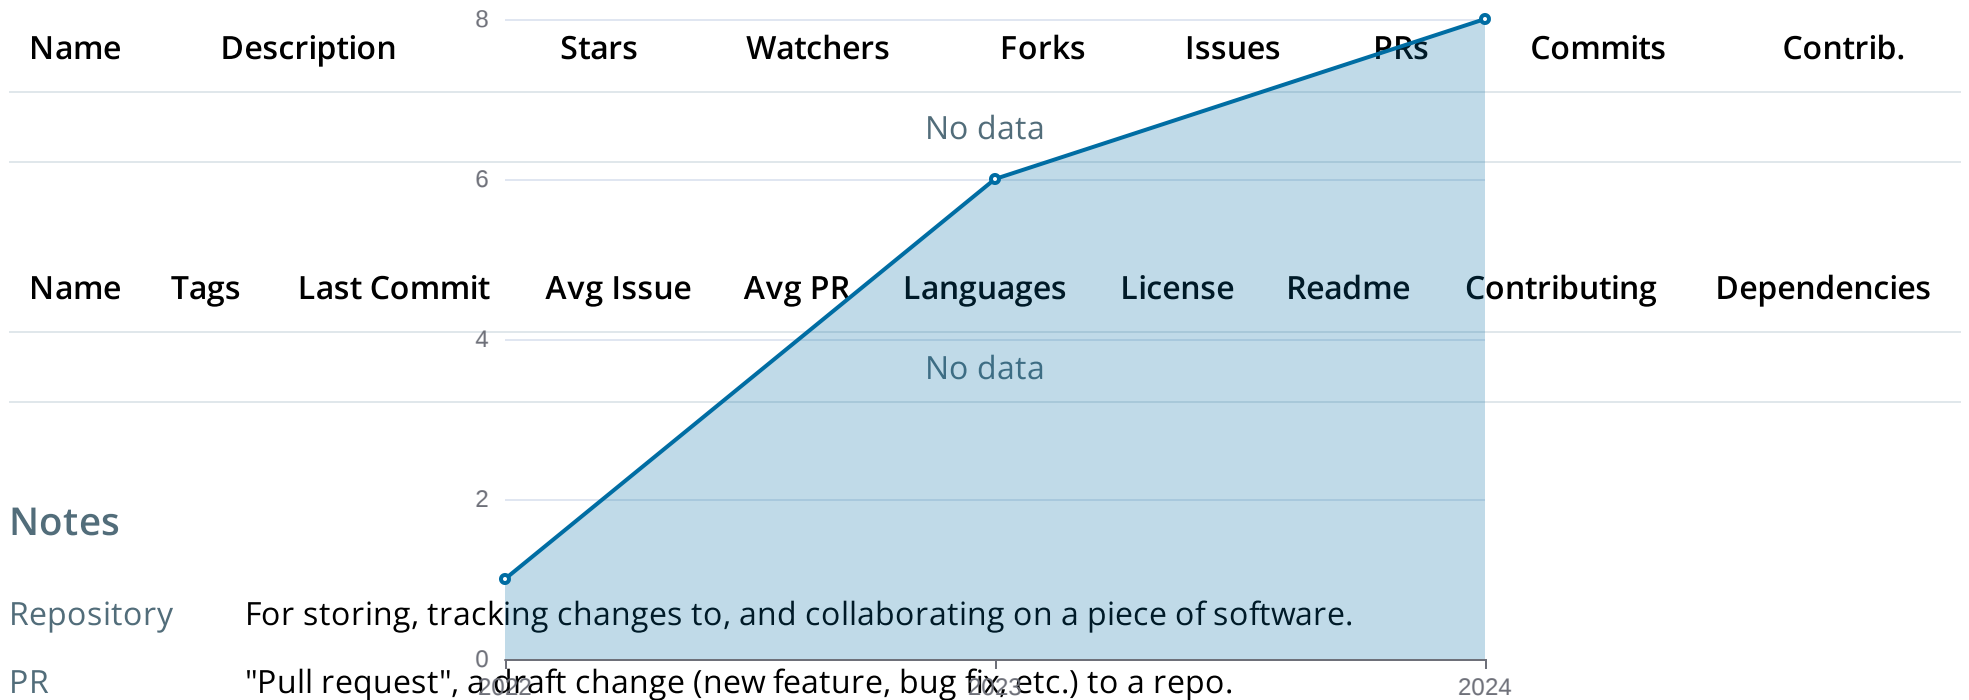 8
Name Description Stars Watchers Forks Issues PRs Commits Contrib.
No data
6
Name Tags Last Commit Avg Issue Avg PR Languages License Readme Contributing Dependencies
4
No data
2
Notes
Repository For storing, tracking changes to, and collaborating on a piece of software.
0
PR "Pull request", a draft change (new feature, bug fix, etc.) to a repo.
2022 2023 2024